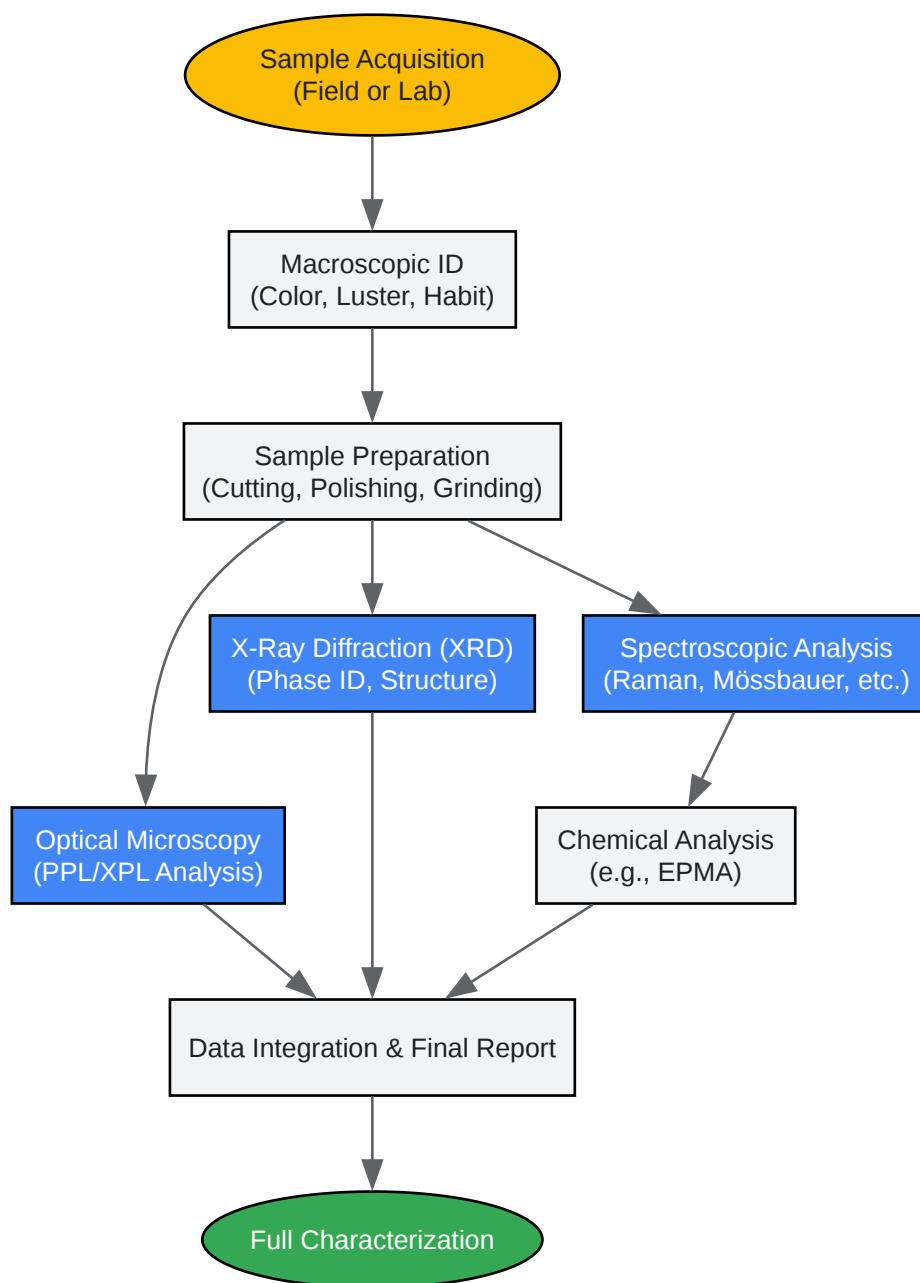 Sample Acquisition
(Field or Lab)
Macroscopic ID
(Color, Luster, Habit)
Sample Preparation
(Cutting, Polishing, Grinding)
X-Ray Diffraction (XRD)
(Phase ID, Structure)
Spectroscopic Analysis
(Raman, Mössbauer, etc.)
Optical Microscopy
(PPL/XPL Analysis)
Chemical Analysis
(e.g., EPMA)
Data Integration & Final Report
Full Characterization